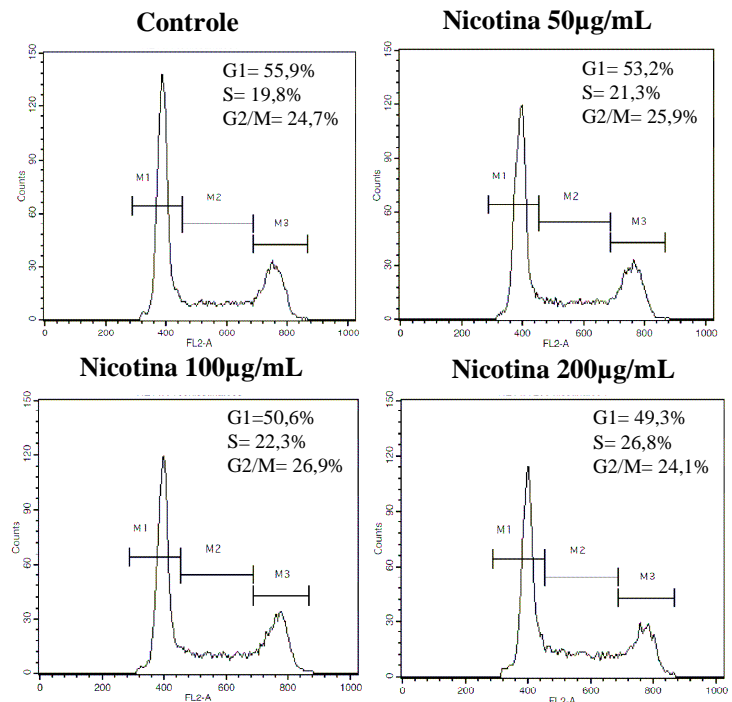 Controle
G1= 55,9%
S= 19,8%
G2/M= 24,7%
M1
M2
M3
Counts
0 30 60 90 120 150
0 200 400 600 800 1000
FL2-A
Nicotina 50µg/mL
G1= 53,2%
S= 21,3%
G2/M= 25,9%
M1
M2
M3
Counts
0 30 60 90 120 150
0 200 400 600 800 1000
FL2-A
Nicotina 100µg/mL
G1=50,6%
S= 22,3%
G2/M= 26,9%
M1
M2
M3
Counts
0 30 60 90 120 150
0 200 400 600 800 1000
FL2-A
Nicotina 200µg/mL
G1= 49,3%
S= 26,8%
G2/M= 24,1%
M1
M2
M3
Counts
0 30 60 90 120 150
0 200 400 600 800 1000
FL2-A